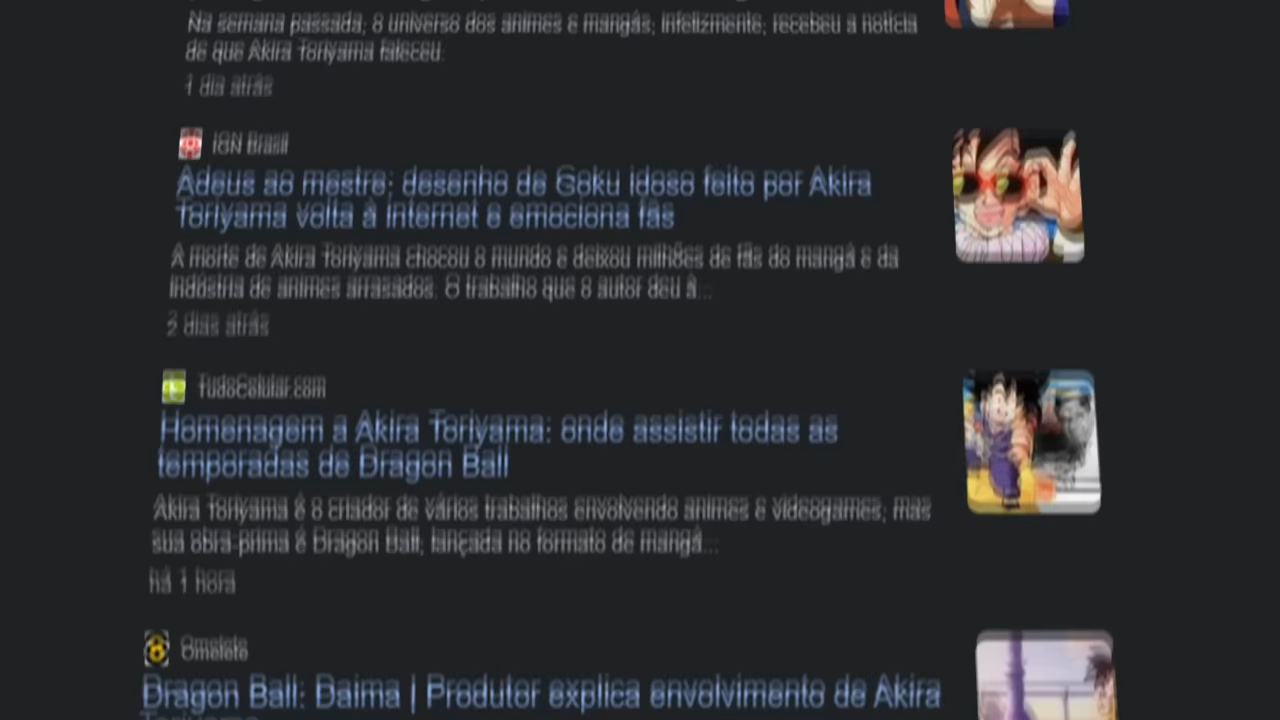 Na semana passada, o universo dos animes e mangás, infelizmente, recebeu a notícia
de que Akira Toriyama faleceu.
1 dia atrás
IGN Brasil
Adeus ao mestre: desenho de Goku idoso feito por Akira
Toriyama volta à internet e emociona fãs
A morte de Akira Toriyama chocou o mundo e deixou milhões de fãs do mangá e da
indústria de animes arrasados. O trabalho que o autor deu à...
2 dias atrás
TudoCelular.com
Homenagem a Akira Toriyama: onde assistir todas as
temporadas de Dragon Ball
Akira Toriyama é o criador de vários trabalhos envolvendo animes e videogames, mas
sua obra-prima é Dragon Ball, lançada no formato de mangá...
há 1 hora
Omelete
Dragon Ball: Daima | Produtor explica envolvimento de Akira